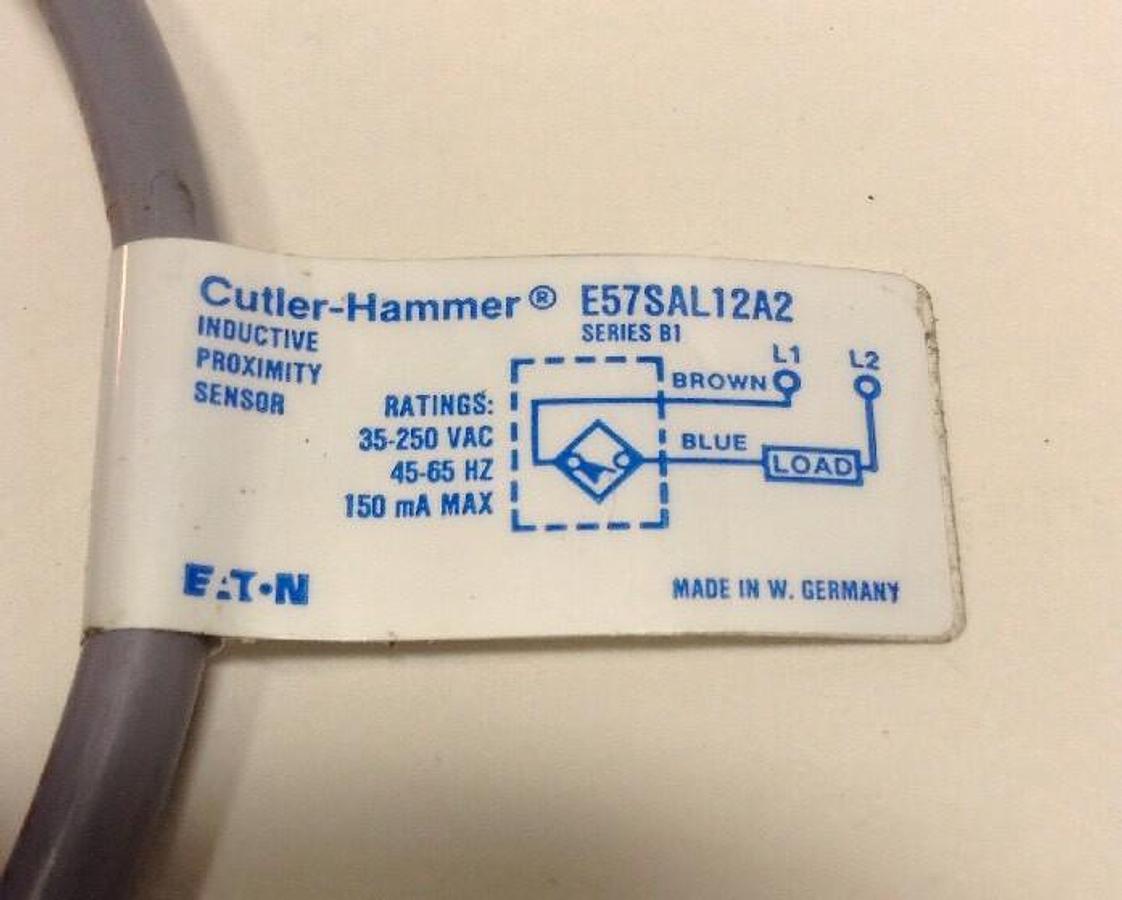 Cutler-Hammer® E57SAL12A2
INDUCTIVE
PROXIMITY
SENSOR
SERIES B1
RATINGS:
35-250 VAC
45-65 HZ
150 mA MAX
L1
L2
BROWN
BLUE
LOAD
EAT•N
MADE IN W. GERMANY